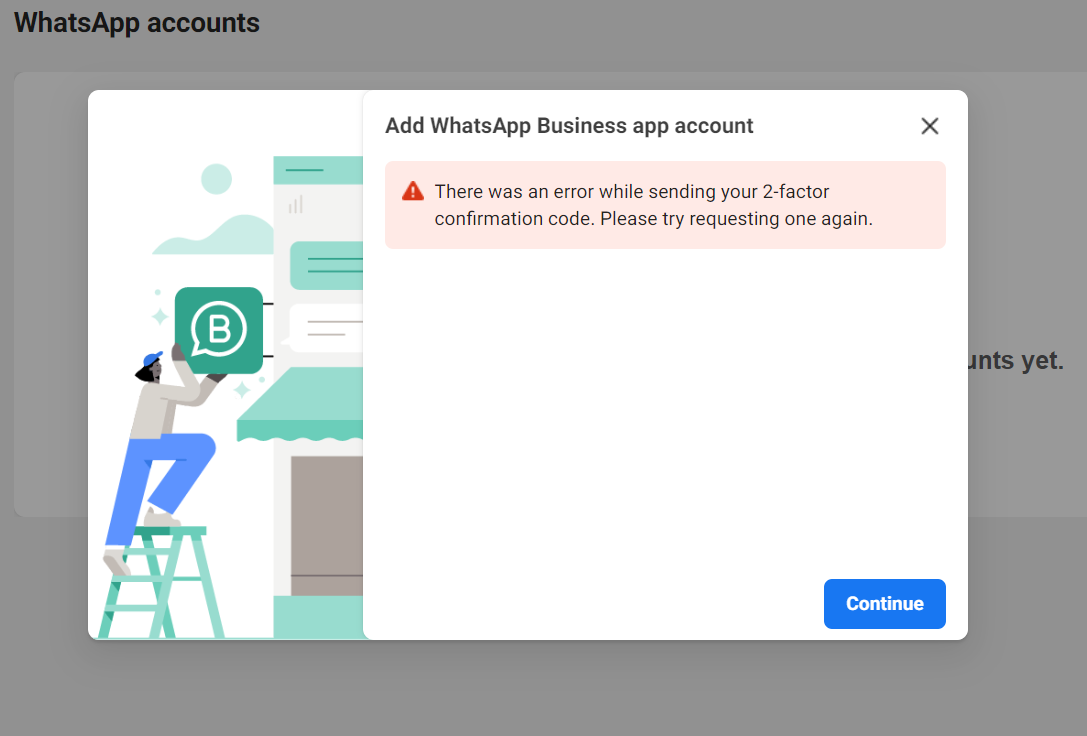 WhatsApp accounts
Add WhatsApp Business app account
There was an error while sending your 2-factor
confirmation code. Please try requesting one again.
B
unts yet.
Continue